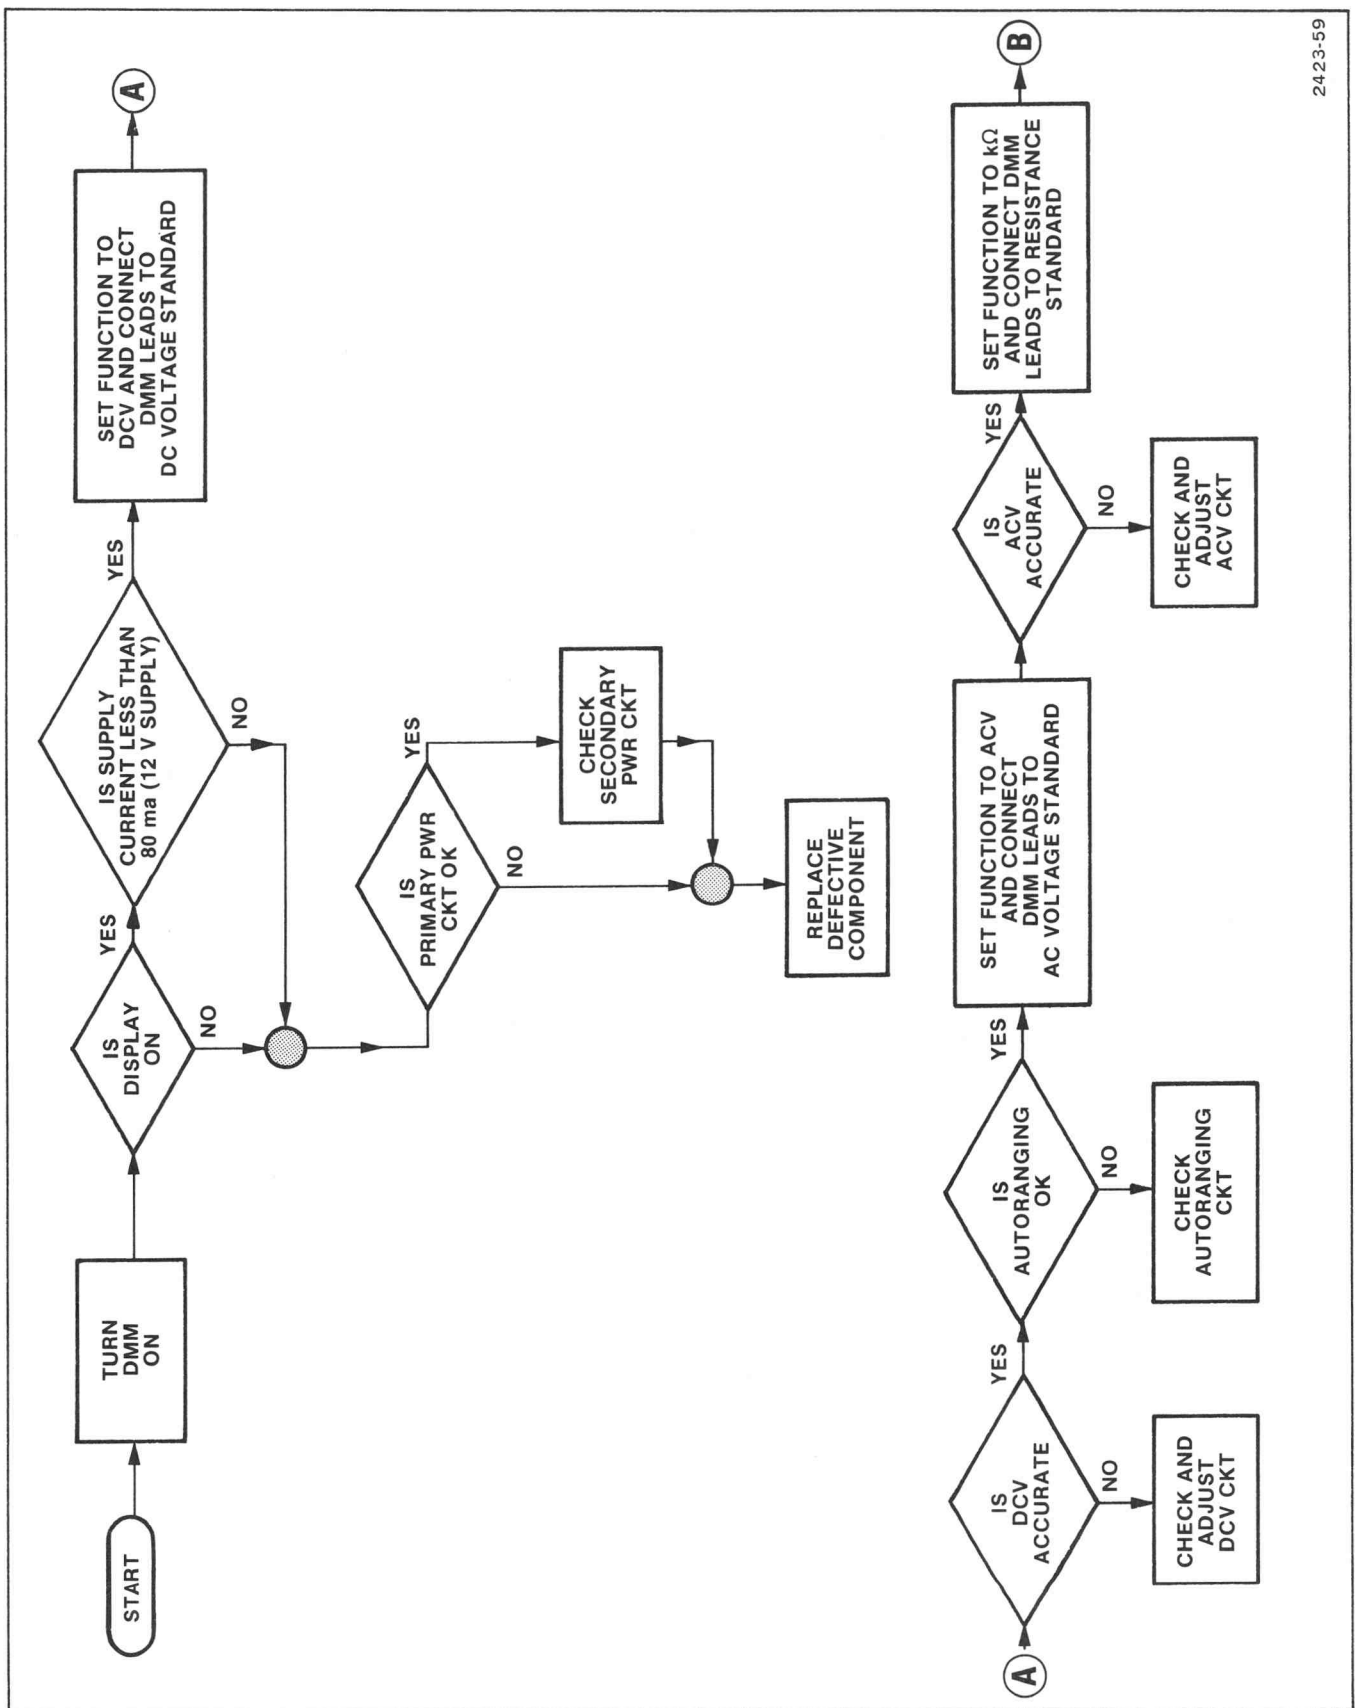 START
TURN
DMM
ON
IS
DISPLAY
ON
YES
NO
IS SUPPLY
CURRENT LESS THAN
80 ma (12 V SUPPLY)
YES
NO
SET FUNCTION TO
DCV AND CONNECT
DMM LEADS TO
DC VOLTAGE STANDARD
A
IS
PRIMARY PWR
CKT OK
YES
NO
CHECK
SECONDARY
PWR CKT
REPLACE
DEFECTIVE
COMPONENT
A
IS
DCV
ACCURATE
YES
NO
CHECK AND
ADJUST
DCV CKT
IS
AUTORANGING
OK
YES
NO
CHECK
AUTORANGING
CKT
SET FUNCTION TO ACV
AND CONNECT
DMM LEADS TO
AC VOLTAGE STANDARD
IS
ACV
ACCURATE
YES
NO
CHECK AND
ADJUST
ACV CKT
SET FUNCTION TO kΩ
AND CONNECT DMM
LEADS TO RESISTANCE
STANDARD
B
2423-59